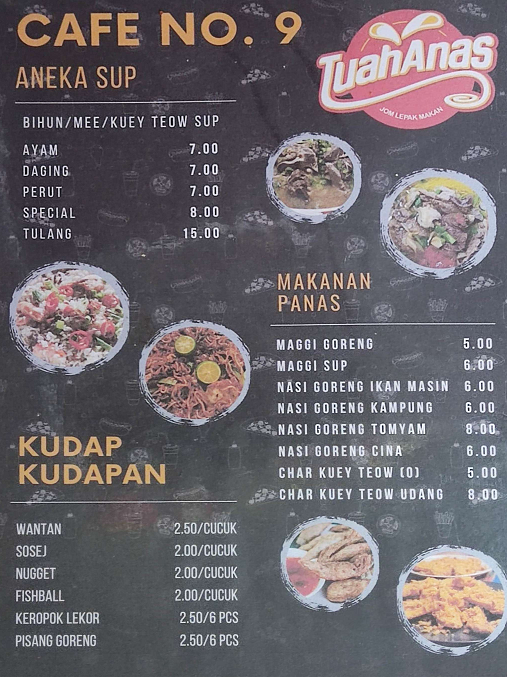 CAFE NO. 9
TuahAnas
JOM LEPAK MAKAN
ANEKA SUP
BIHUN/MEE/KUEY TEOW SUP
AYAM 7.00
DAGING 7.00
PERUT 7.00
SPECIAL 8.00
TULANG 15.00
MAKANAN
PANAS
MAGGI GORENG 5.00
MAGGI SUP 6.00
NASI GORENG IKAN MASIN 6.00
NASI GORENG KAMPUNG 6.00
NASI GORENG TOMYAM 8.00
NASI GORENG CINA 6.00
CHAR KUEY TEOW (O) 5.00
CHAR KUEY TEOW UDANG 8.00
KUDAP
KUDAPAN
WANTAN 2.50/CUCUK
SOSEJ 2.00/CUCUK
NUGGET 2.00/CUCUK
FISHBALL 2.00/CUCUK
KEROPOK LEKOR 2.50/6 PCS
PISANG GORENG 2.50/6 PCS